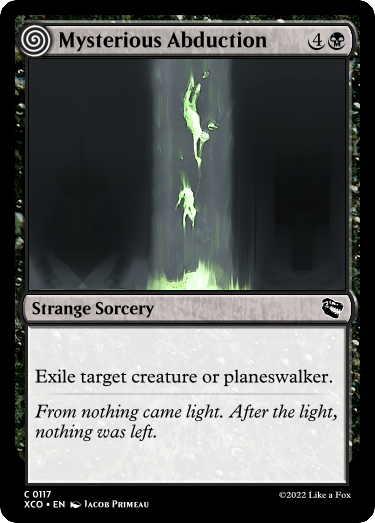 Mysterious Abduction 4
Strange Sorcery
Exile target creature or planeswalker.
From nothing came light. After the light,
nothing was left.
C 0117
XCO • EN Jacob Primeau
©2022 Like a Fox